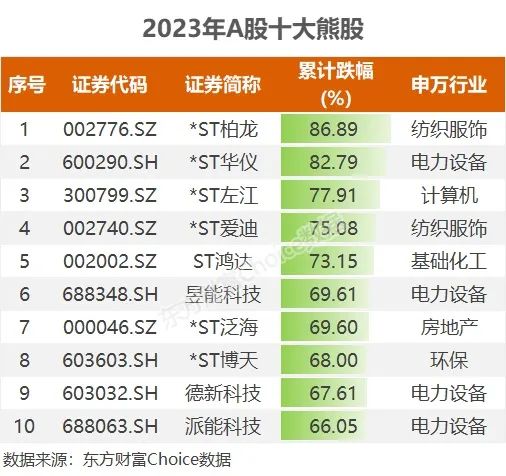 2023年A股十大熊股
序号 证券代码 证券简称 累计跌幅(%) 申万行业
1 002776.SZ *ST柏龙 86.89 纺织服饰
2 600290.SH *ST华仪 82.79 电力设备
3 300799.SZ *ST左江 77.91 计算机
4 002740.SZ *ST爱迪 75.08 纺织服饰
5 002002.SZ ST鸿达 73.15 基础化工
6 688348.SH 昱能科技 69.61 电力设备
7 000046.SZ *ST泛海 69.60 房地产
8 603603.SH *ST博天 68.00 环保
9 603032.SH 德新科技 67.61 电力设备
10 688063.SH 派能科技 66.05 电力设备
东方财富Choice数据
数据来源：东方财富Choice数据